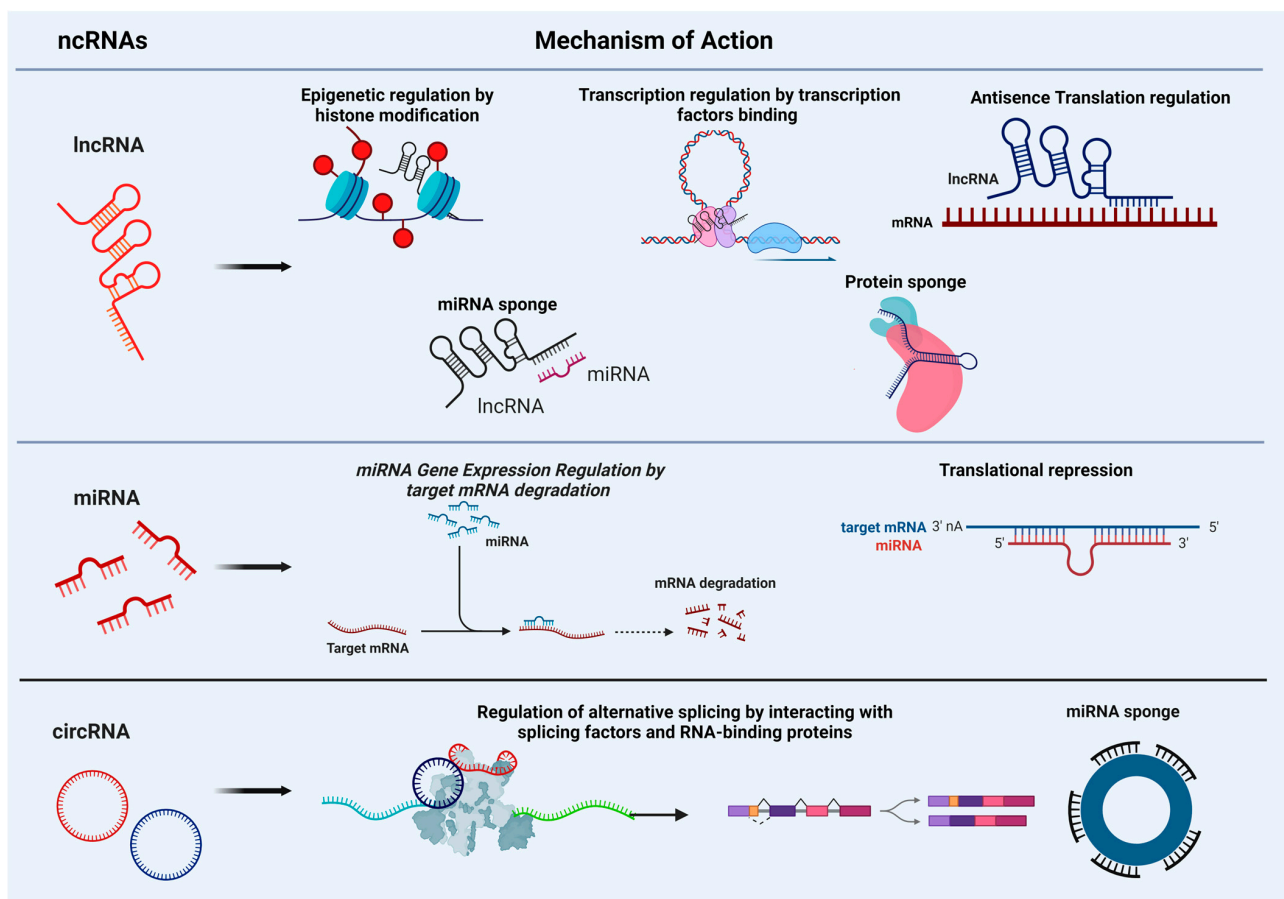 ncRNAs
Mechanism of Action
lncRNA
Epigenetic regulation by
histone modification
Transcription regulation by transcription
factors binding
Antisence Translation regulation
lncRNA
mRNA
miRNA sponge
miRNA
lncRNA
Protein sponge
miRNA
miRNA Gene Expression Regulation by
target mRNA degradation
miRNA
Target mRNA
mRNA degradation
Translational repression
target mRNA 3' nA 5'
miRNA 5' 3'
circRNA
Regulation of alternative splicing by interacting with
splicing factors and RNA-binding proteins
miRNA sponge